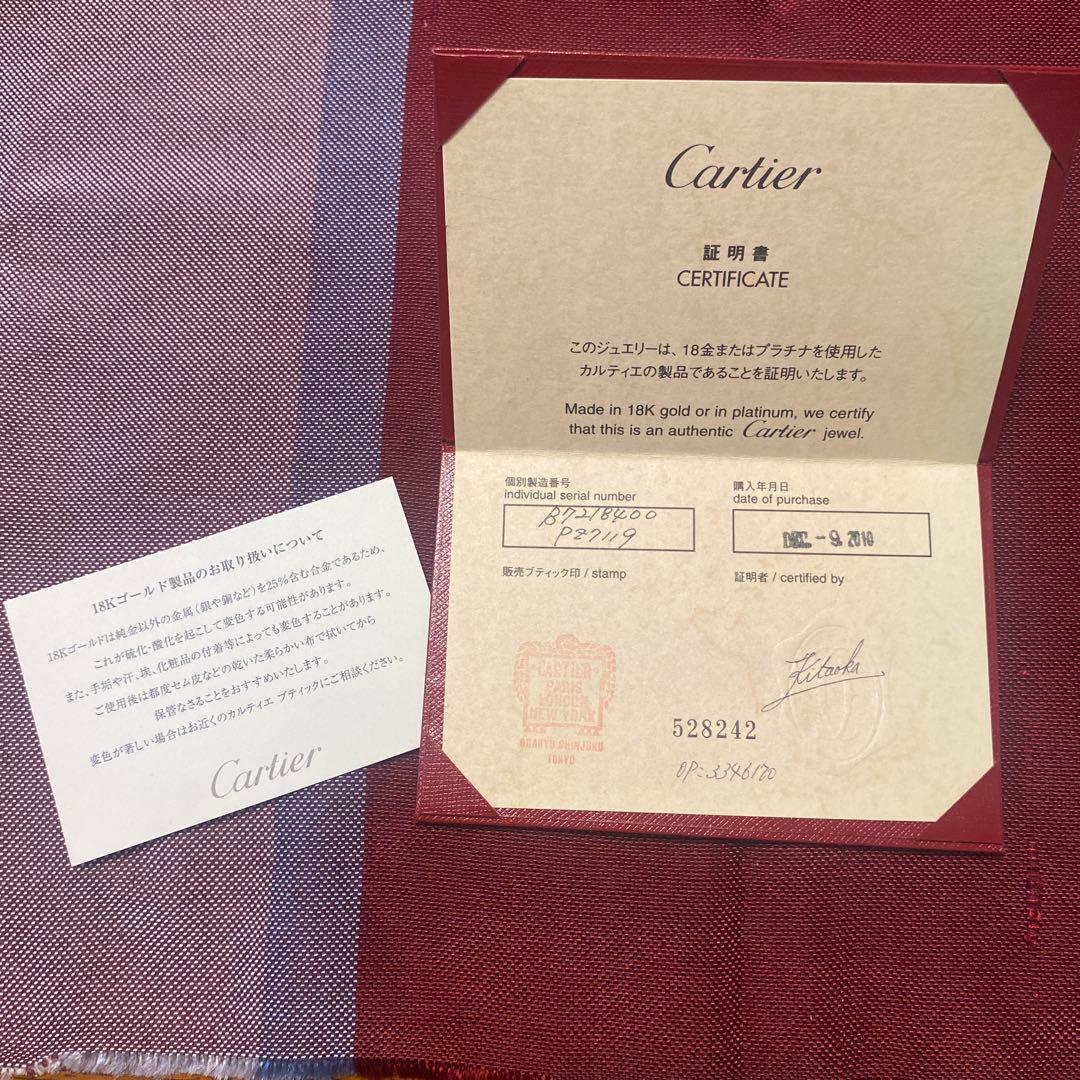 Cartier
証明書
CERTIFICATE
このジュエリーは、18金またはプラチナを使用した
カルティエの製品であることを証明いたします。
Made in 18K gold or in platinum, we certify
that this is an authentic Cartier jewel.
個別製造番号
individual serial number
B7218400
PZ7119
購入年月日
date of purchase
DEC.-9.2010
販売ブティック印 / stamp
証明者 / certified by
CARTIER
PARIS
LONDRES
NEW YORK
ODAKYU SHINJUKU
TOKYO
Kitaoka
528242
OP=3346170
18Kゴールド製品のお取り扱いについて
18Kゴールドは純金以外の金属(銀や銅など)を25%含む合金であるため、
これが硫化・酸化を起こして変色する可能性があります。
また、手垢や汗、埃、化粧品の付着等によっても変色することがあります。
ご使用後は都度セム皮などの乾いた柔らかい布で拭いてから
保管なさることをおすすめいたします。
変色が著しい場合はお近くのカルティエ ブティックにご相談ください。
Cartier